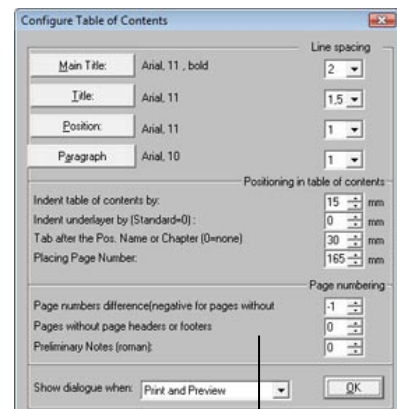 Configure Table of Contents
Line spacing
Main Title: Arial, 11 , bold 2
Title: Arial, 11 1,5
Position: Arial, 11 1
Paragraph Arial, 10 1
Positioning in table of contents
Indent table of contents by: 15 mm
Indent underlayer by (Standard=0) : 0 mm
Tab after the Pos. Name or Chapter (0=none) 30 mm
Placing Page Number: 165 mm
Page numbering
Page numbers difference(negative for pages without -1
Pages without page headers or footers 0
Preliminary Notes (roman): 0
Show dialogue when: Print and Preview OK